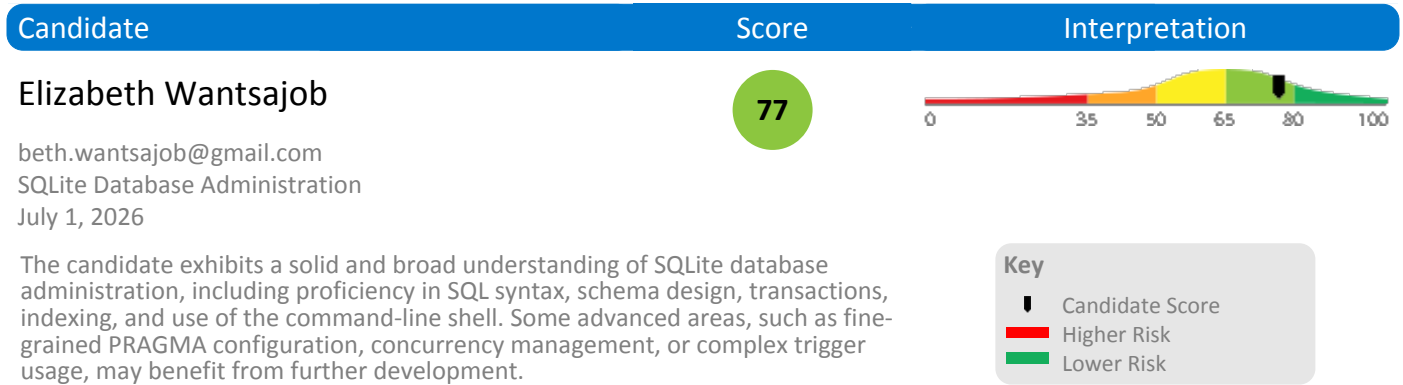 Candidate Score Interpretation
Elizabeth Wantsajob
77
0 35 50 65 80 100
beth.wantsajob@gmail.com
SQLite Database Administration
July 1, 2026
The candidate exhibits a solid and broad understanding of SQLite database
administration, including proficiency in SQL syntax, schema design, transactions,
indexing, and use of the command-line shell. Some advanced areas, such as fine-
grained PRAGMA configuration, concurrency management, or complex trigger
usage, may benefit from further development.
Key
Candidate Score
Higher Risk
Lower Risk